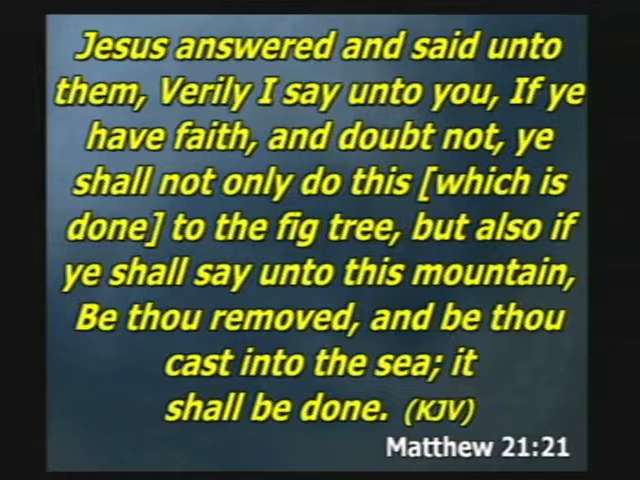 Jesus answered and said unto
them, Verily I say unto you, If ye
have faith, and doubt not, ye
shall not only do this [which is
done] to the fig tree, but also if
ye shall say unto this mountain,
Be thou removed, and be thou
cast into the sea; it
shall be done. (KJV)
Matthew 21:21